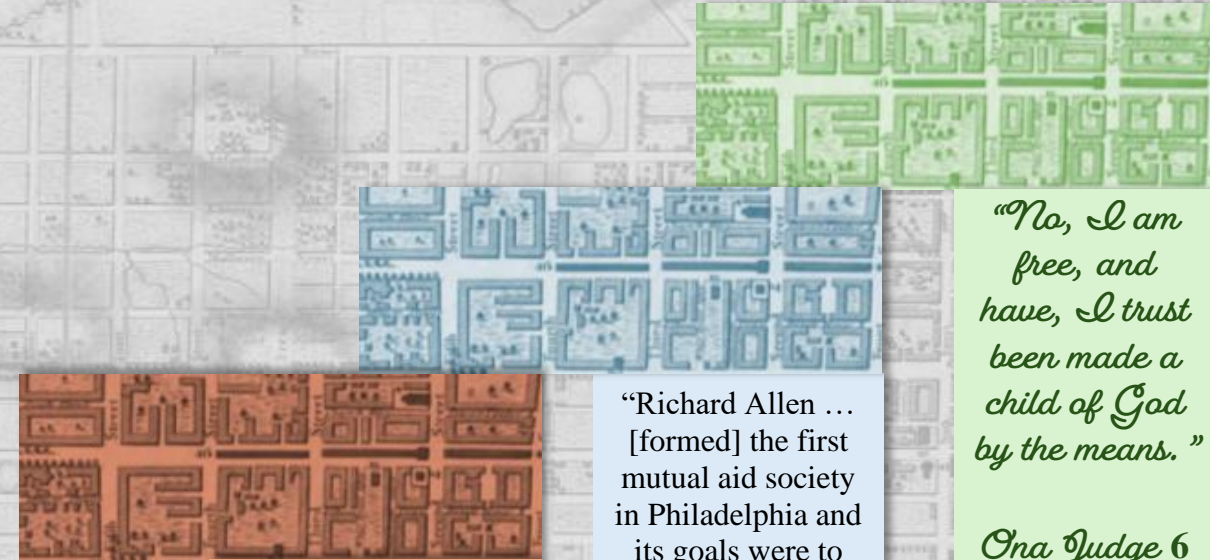 “Richard Allen …
[formed] the first
mutual aid society
in Philadelphia and
its goals were to
“No, I am
free, and
have, I trust
been made a
child of God
by the means.”
Ona Judge 6